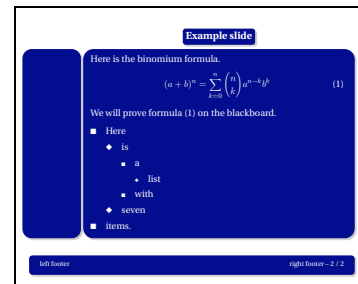 Example slide
Here is the binomium formula.
(a + b)^n = \sum_{k=0}^{n} \binom{n}{k} a^{n-k} b^k (1)
We will prove formula (1) on the blackboard.
■ Here
◆ is
■ a
• list
■ with
◆ seven
■ items.
left footer right footer – 2 / 2